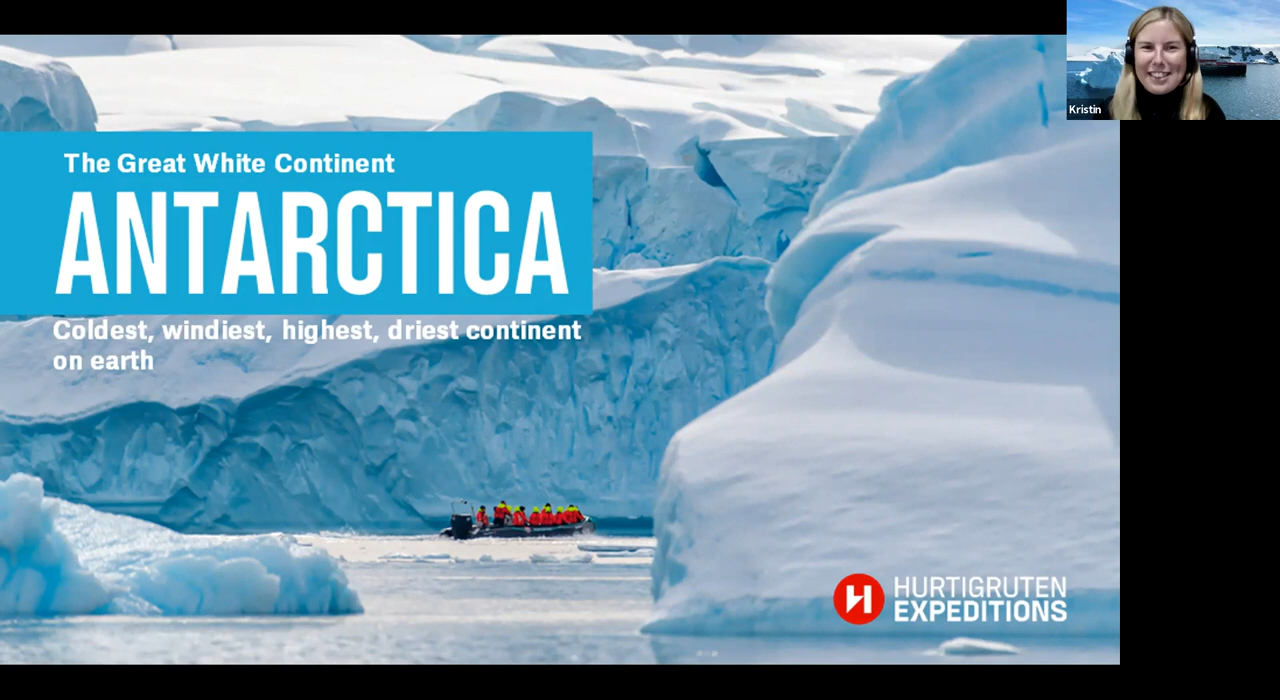 The Great White Continent
ANTARCTICA
Coldest, windiest, highest, driest continent
on earth
Kristin
HURTIGRUTEN
EXPEDITIONS